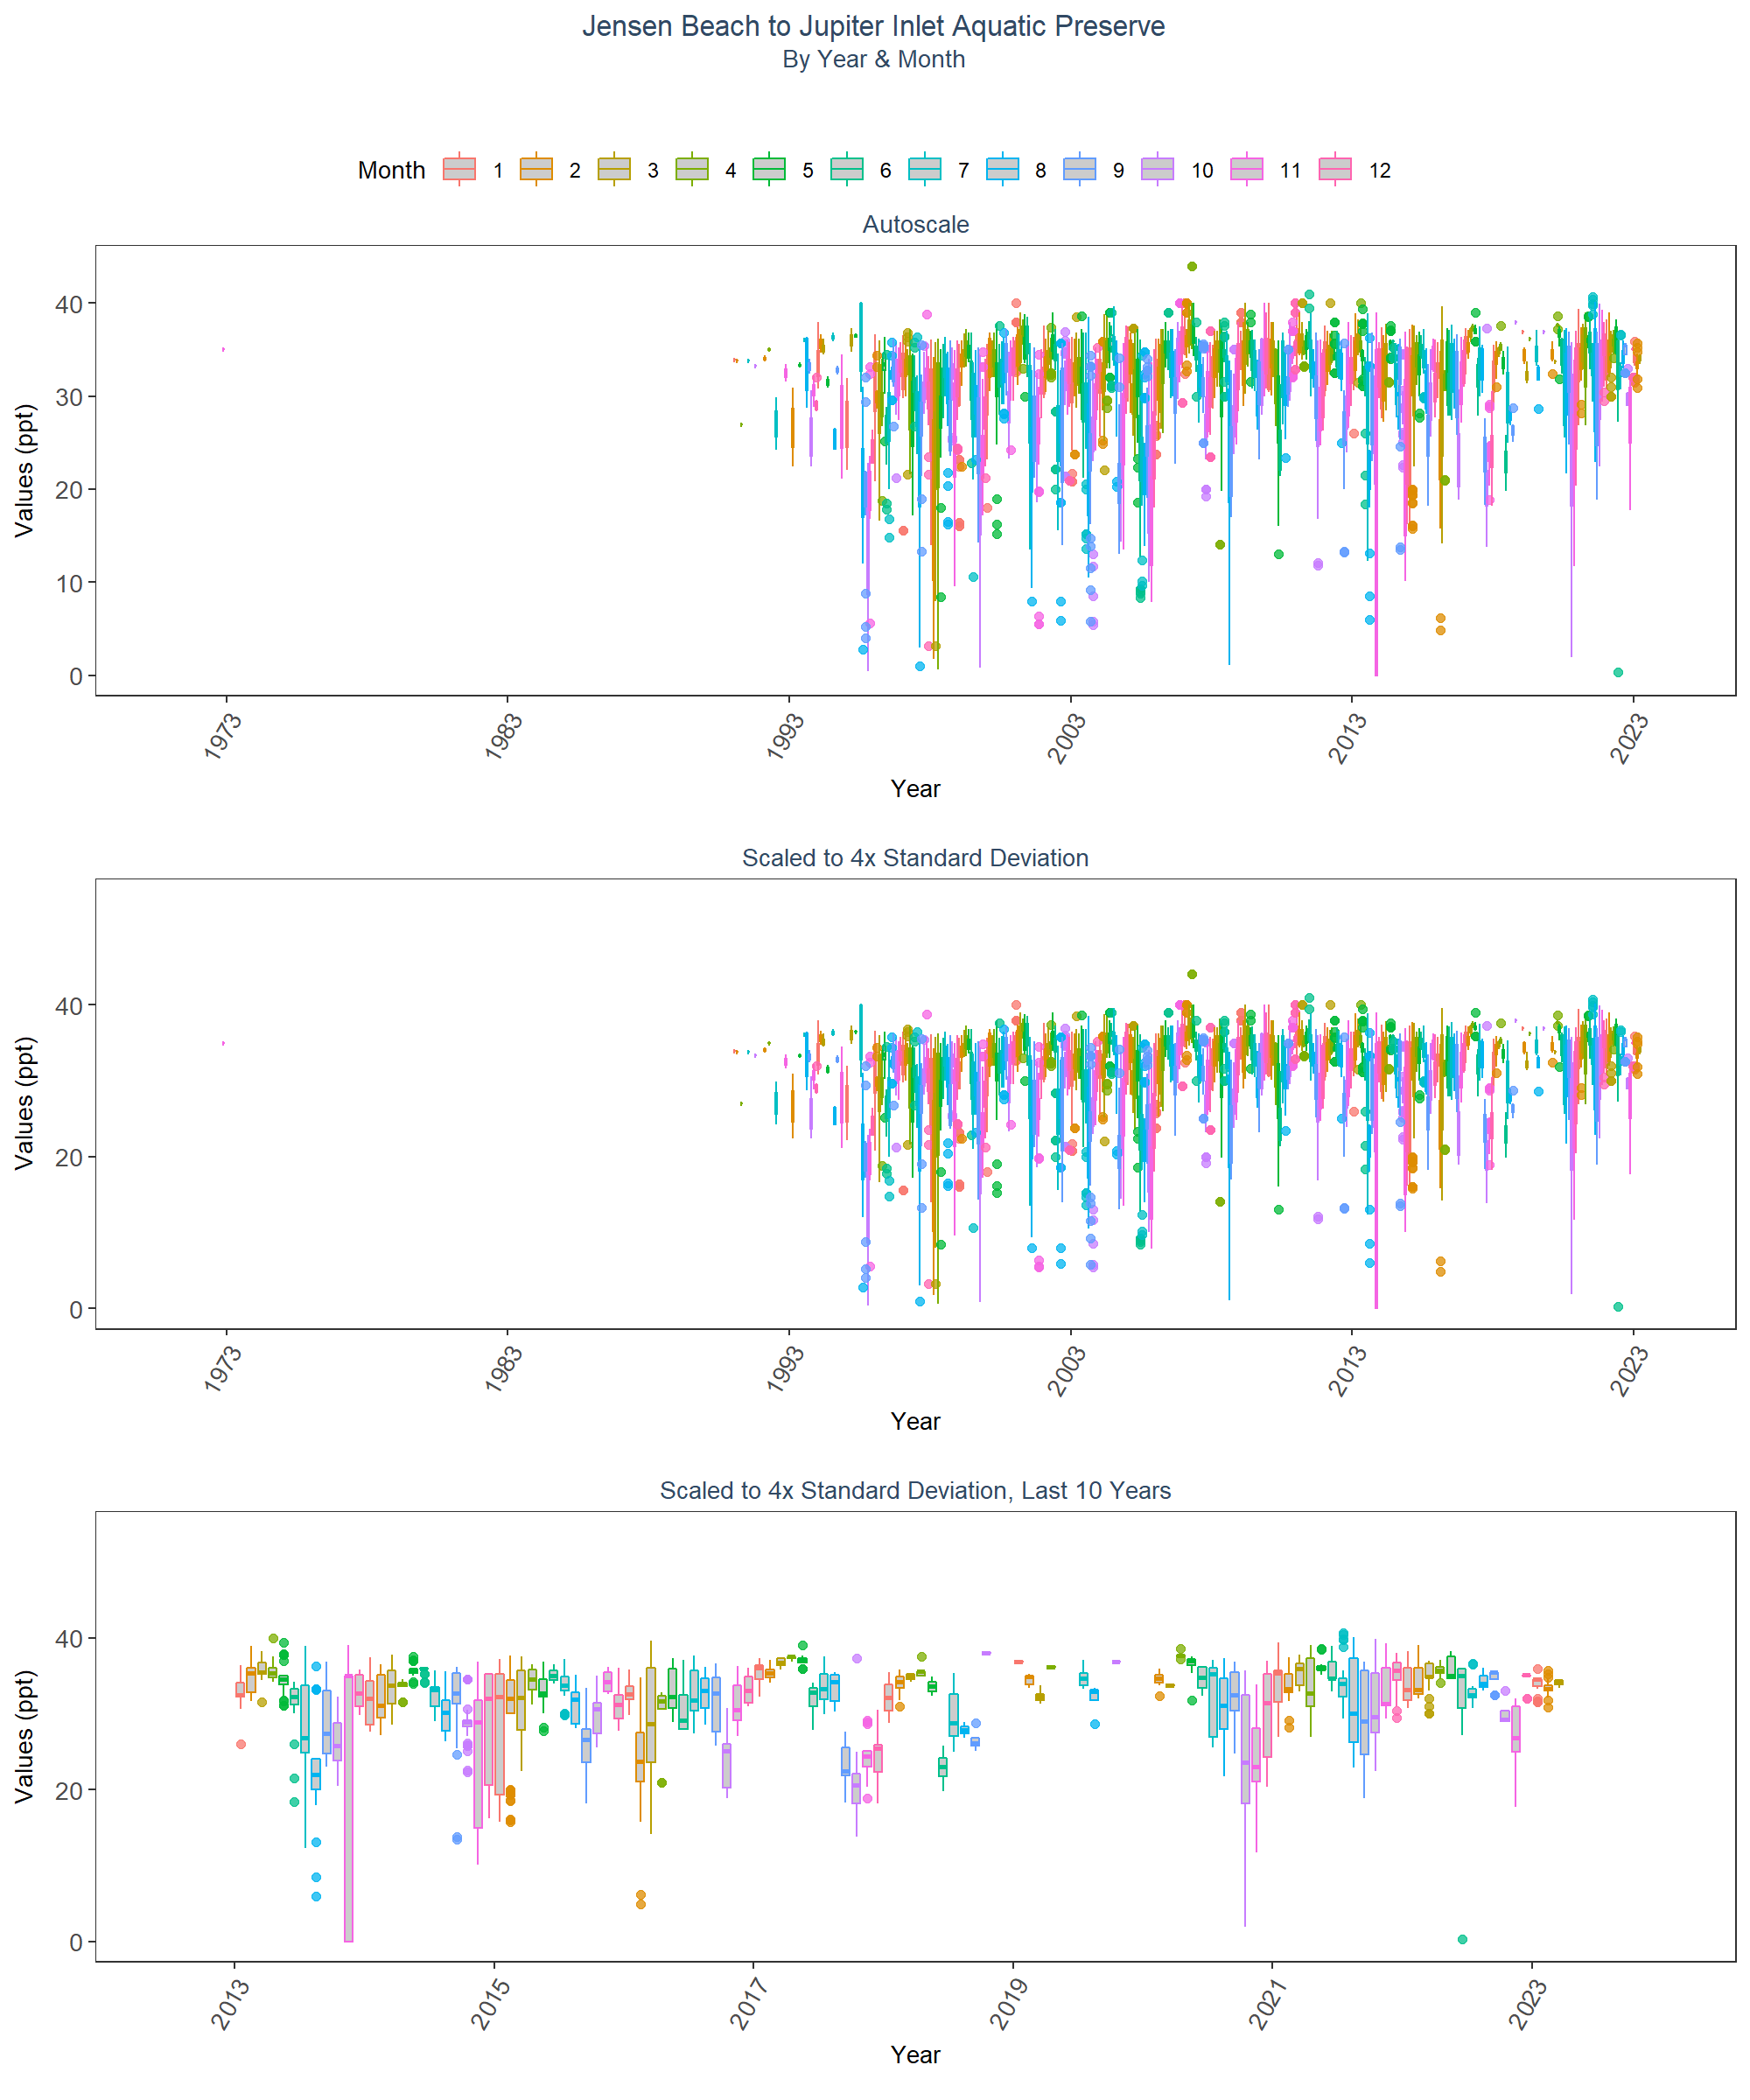 Jensen Beach to Jupiter Inlet Aquatic Preserve
By Year & Month
Month 1 2 3 4 5 6 7 8 9 10 11 12
Autoscale
Values (ppt)
40
30
20
10
0
1973 1983 1993 2003 2013 2023
Year
Scaled to 4x Standard Deviation
Values (ppt)
40
20
0
1973 1983 1993 2003 2013 2023
Year
Scaled to 4x Standard Deviation, Last 10 Years
Values (ppt)
40
20
0
2013 2015 2017 2019 2021 2023
Year